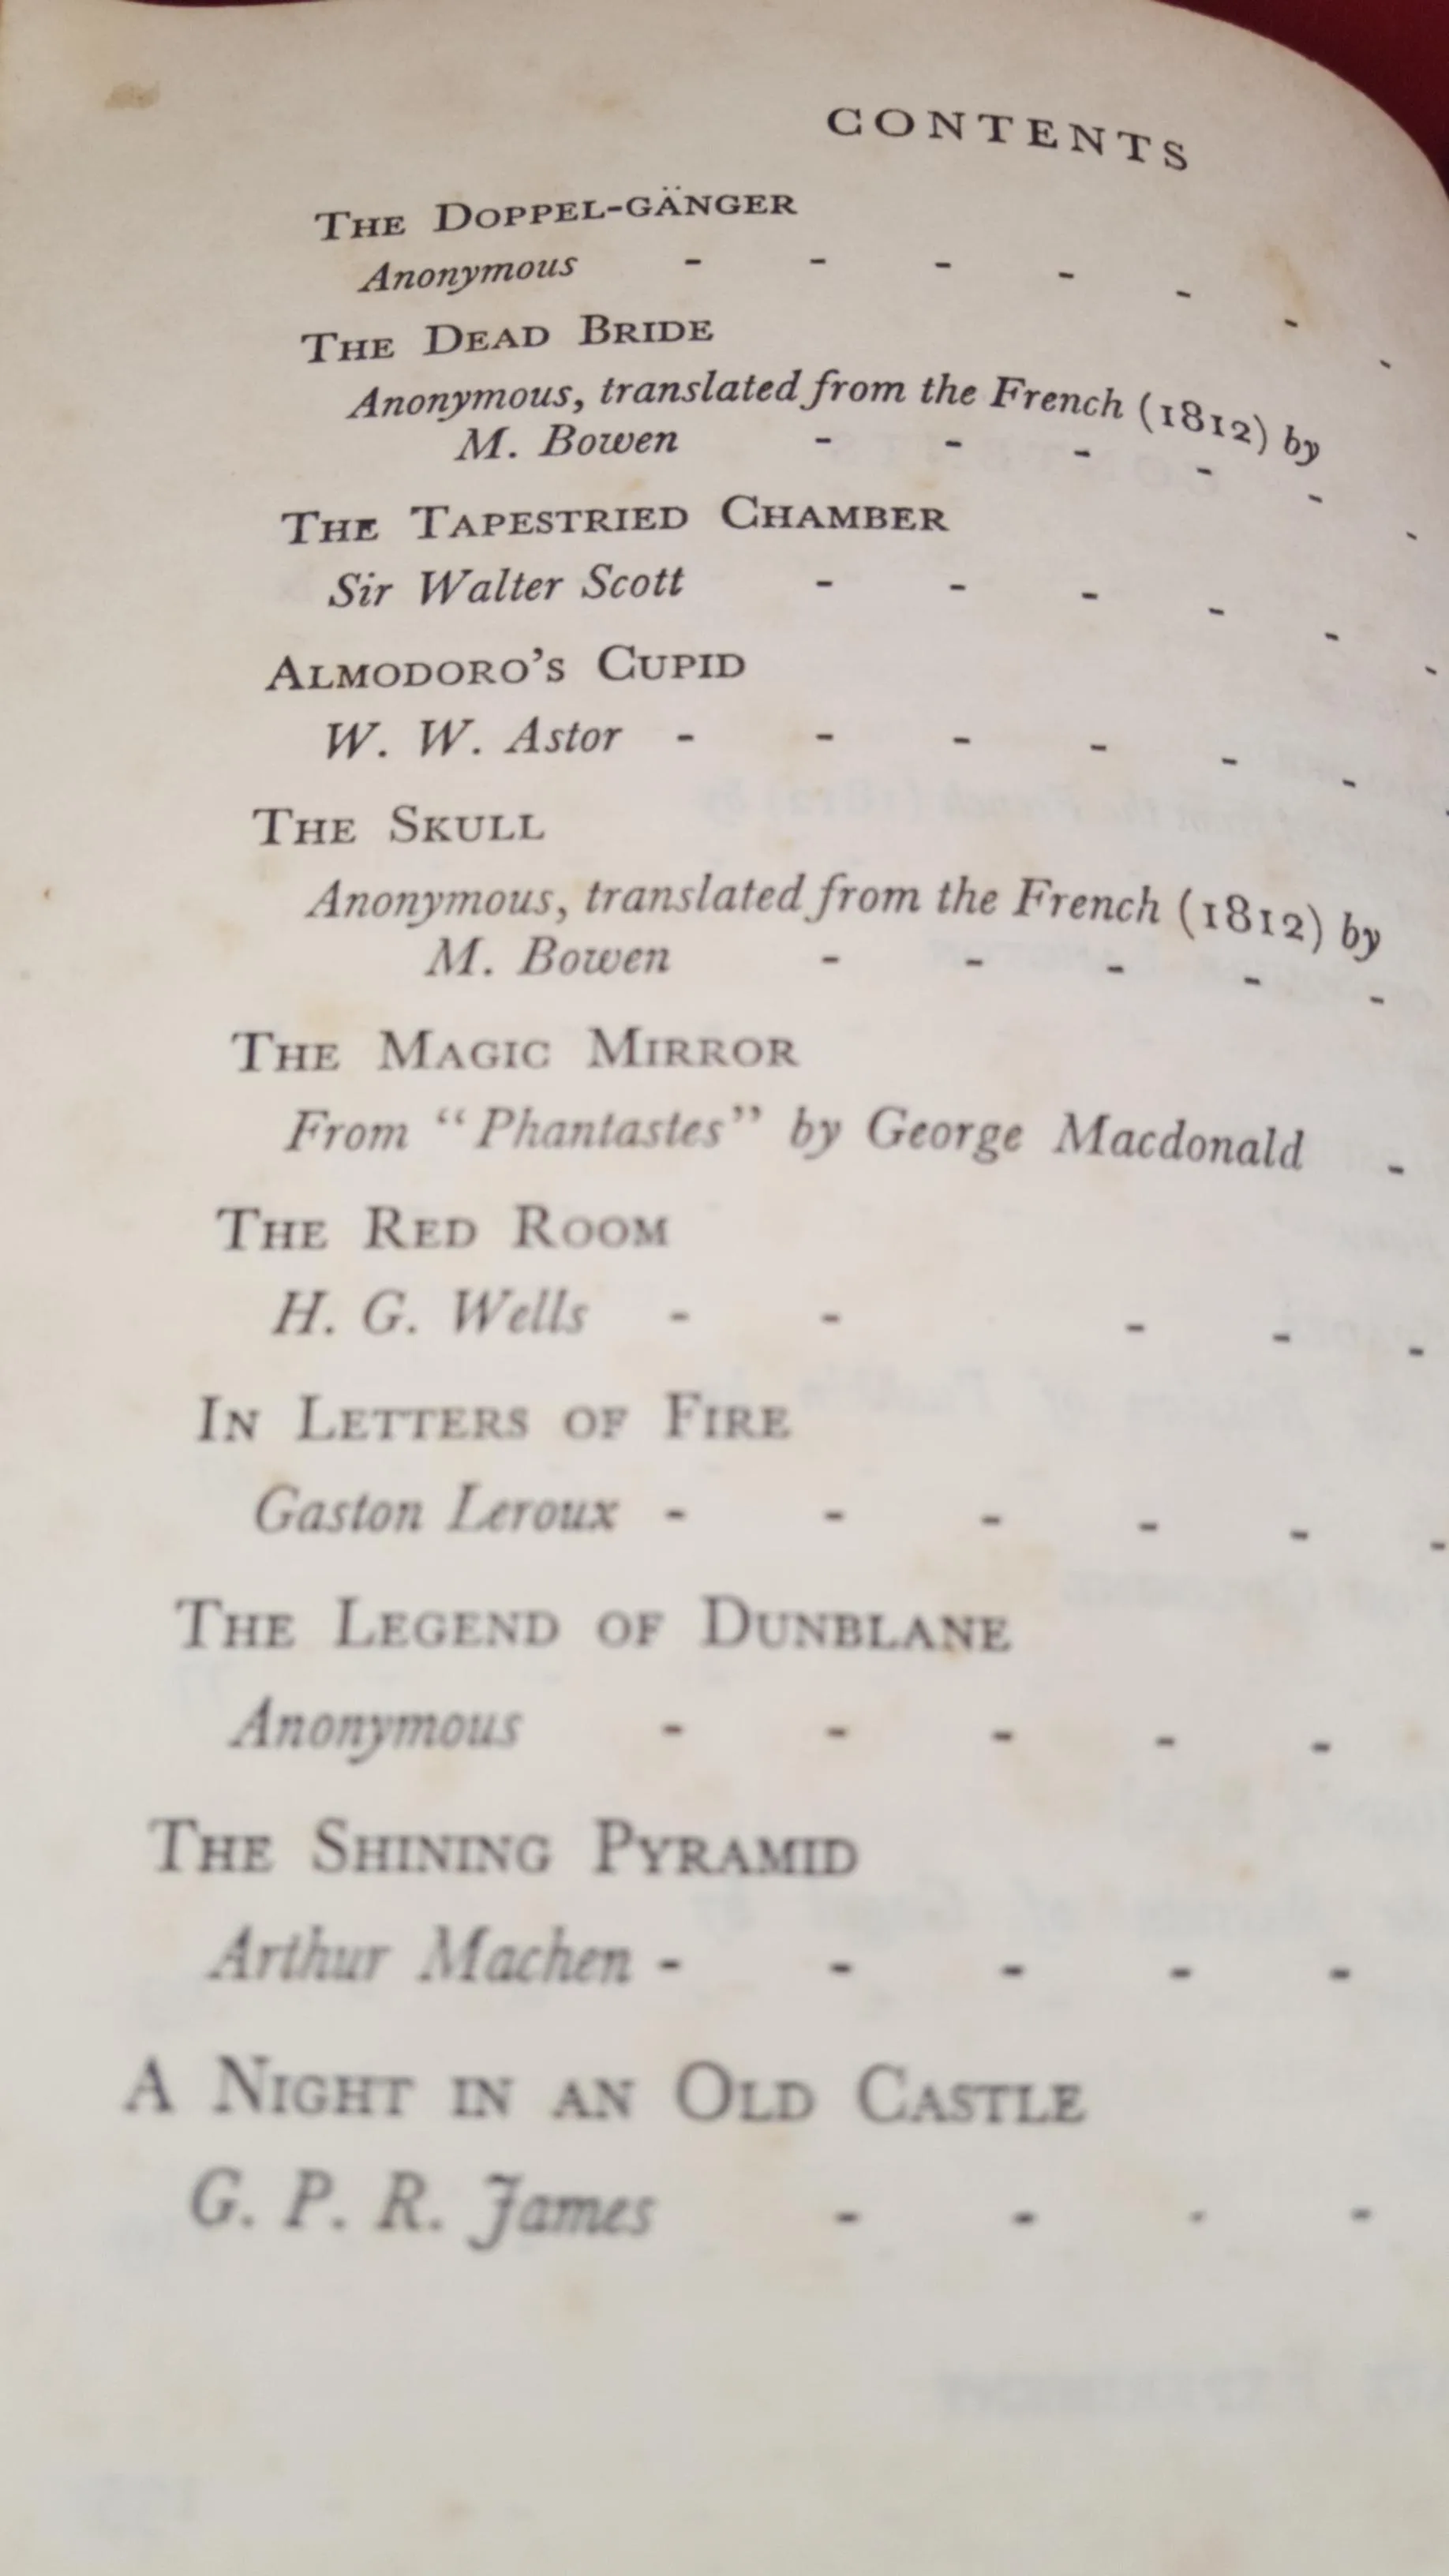 CONTENTS
THE DOPPEL-GÄNGER
Anonymous - - - - - - -
THE DEAD BRIDE
Anonymous, translated from the French (1812) by
M. Bowen - - - - - -
THE TAPESTRIED CHAMBER
Sir Walter Scott - - - - - -
ALMODORO'S CUPID
W. W. Astor - - - - - -
THE SKULL
Anonymous, translated from the French (1812) by
M. Bowen - - - - -
THE MAGIC MIRROR
From “Phantastes” by George Macdonald -
THE RED ROOM
H. G. Wells - - - - -
IN LETTERS OF FIRE
Gaston Leroux - - - - - -
THE LEGEND OF DUNBLANE
Anonymous - - - - -
THE SHINING PYRAMID
Arthur Machen - - - - -
A NIGHT IN AN OLD CASTLE
G. P. R. James - - - -